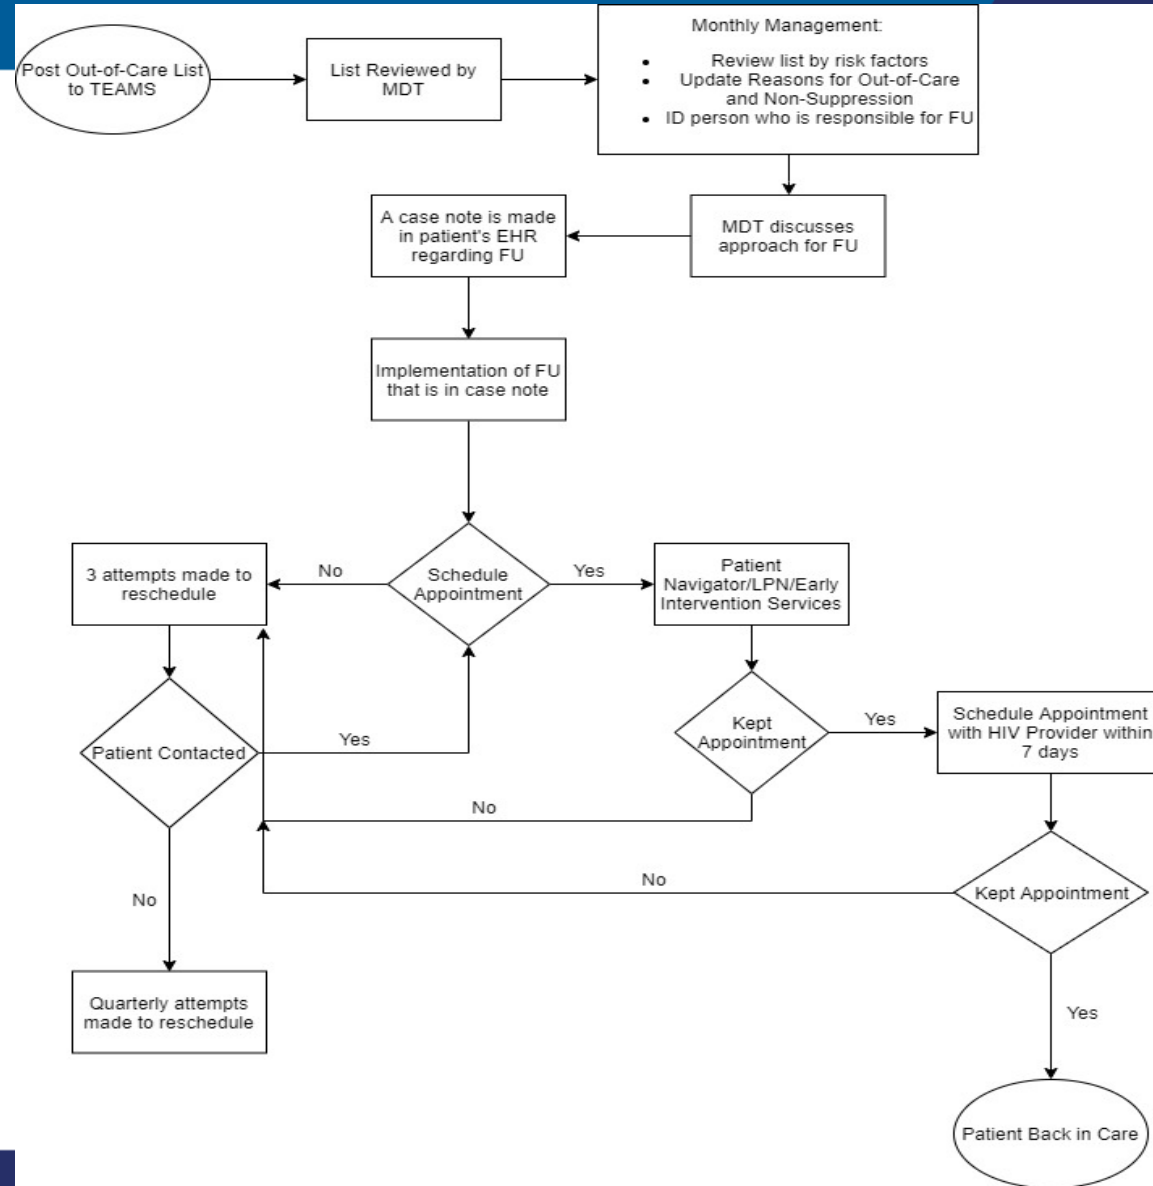 Post Out-of-Care List
to TEAMS
List Reviewed by
MDT
Monthly Management:
• Review list by risk factors
• Update Reasons for Out-of-Care
and Non-Suppression
• ID person who is responsible for FU
MDT discusses
approach for FU
A case note is made
in patient's EHR
regarding FU
Implementation of FU
that is in case note
Schedule
Appointment
No
Yes
3 attempts made to
reschedule
Patient
Navigator/LPN/Early
Intervention Services
Patient Contacted
Yes
Kept
Appointment
Yes
Schedule Appointment
with HIV Provider within
7 days
No
No
Kept Appointment
No
Quarterly attempts
made to reschedule
Yes
Patient Back in Care